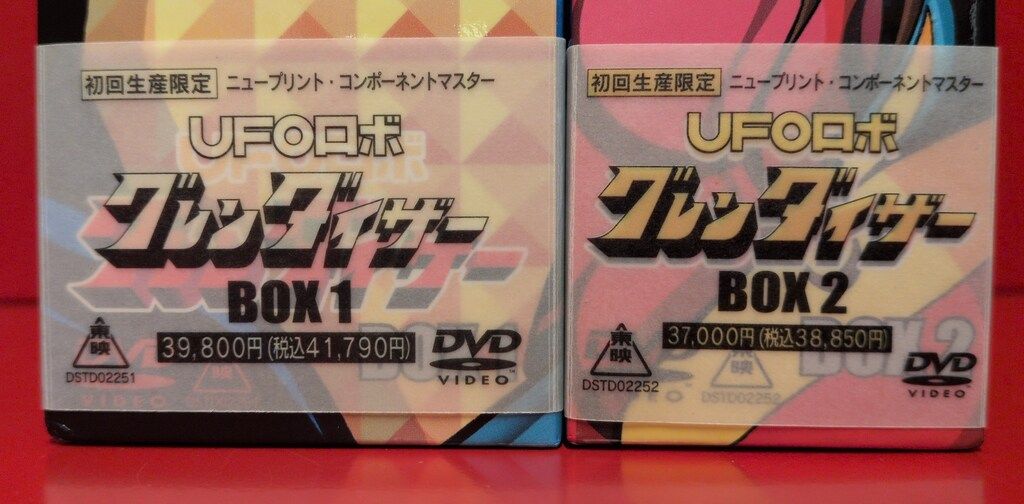 初回生産限定 ニュープリント・コンポーネントマスター
UFOロボ
グレンダイザー
BOX 1
東映
39,800円(税込41,790円)
DVD
VIDEO
DSTD02251
初回生産限定 ニュープリント・コンポーネントマスター
UFOロボ
グレンダイザー
BOX 2
東映
37,000円(税込38,850円)
DVD
VIDEO
DSTD02252